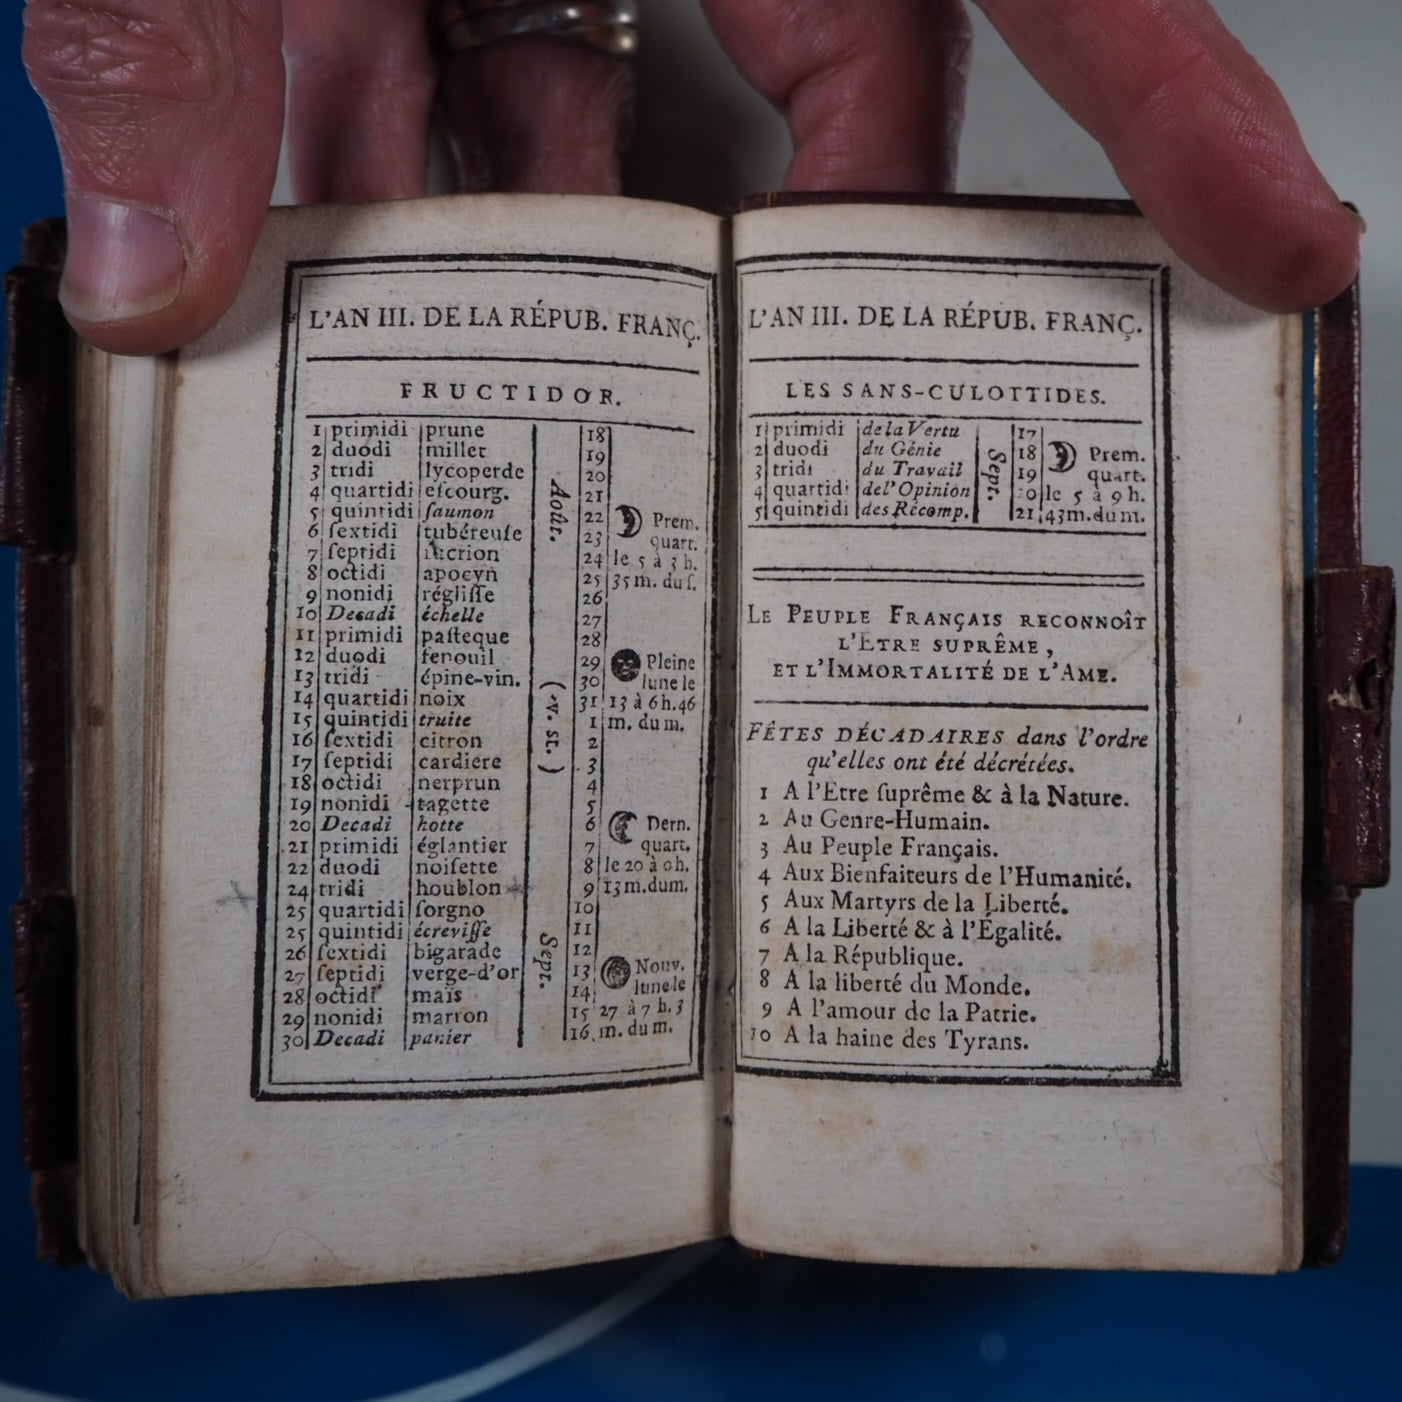 L'AN III. DE LA RÉPUB. FRANÇ.
FRUCTIDOR.
1 primidi prune 18
2 duodi millet 19
3 tridi lycoperde 20
4 quartidi eſcourg. 21
5 quintidi ſaumon 22 Prem.
6 ſextidi tubéreuſe 23 quart.
7 ſeptidi ſucrion 24 le 5 à 3 h.
8 octidi apocyn 25 35 m. du ſ.
9 nonidi régliſſe 26
10 Decadi échelle 27
11 primidi paſteque 28
12 duodi fenouil 29 Pleine
13 tridi épine-vin. 30 lune le
14 quartidi noix 31 13 à 6h.46
15 quintidi truite 1 m. du m.
16 ſextidi citron 2
17 ſeptidi cardiere 3
18 octidi nerprun 4
19 nonidi tagette 5
20 Decadi hotte 6 Dern.
21 primidi églantier 7 quart.
22 duodi noiſette 8 le 20 à 0h.
24 tridi houblon 9 13 m.dum.
25 quartidi ſorgno 10
25 quintidi écreviſſe 11
26 ſextidi bigarade 12
27 ſeptidi verge-d'or 13 Nouv.
28 octidi maïs 14 lune le
29 nonidi marron 15 27 à 7 h. 3
30 Decadi panier 16 m. du m.
Août.
(v. st.)
Sept.
L'AN III. DE LA RÉPUB. FRANÇ.
LES SANS-CULOTTIDES.
1 primidi de la Vertu 17
2 duodi du Génie 18 Prem.
3 tridi du Travail 19 quart.
4 quartidi de l'Opinion 20 le 5 à 9 h.
5 quintidi des Récomp. 21 43 m. du m.
Sept.
LE PEUPLE FRANÇAIS RECONNOÎT
L'ETRE SUPRÊME,
ET L'IMMORTALITÉ DE L'AME.
FÊTES DÉCADAIRES dans l'ordre
qu'elles ont été décrétées.
1 A l'Etre ſuprême & à la Nature.
2 Au Genre-Humain.
3 Au Peuple Français.
4 Aux Bienfaiteurs de l'Humanité.
5 Aux Martyrs de la Liberté.
6 A la Liberté & à l'Égalité.
7 A la République.
8 A la liberté du Monde.
9 A l'amour de la Patrie.
10 A la haine des Tyrans.